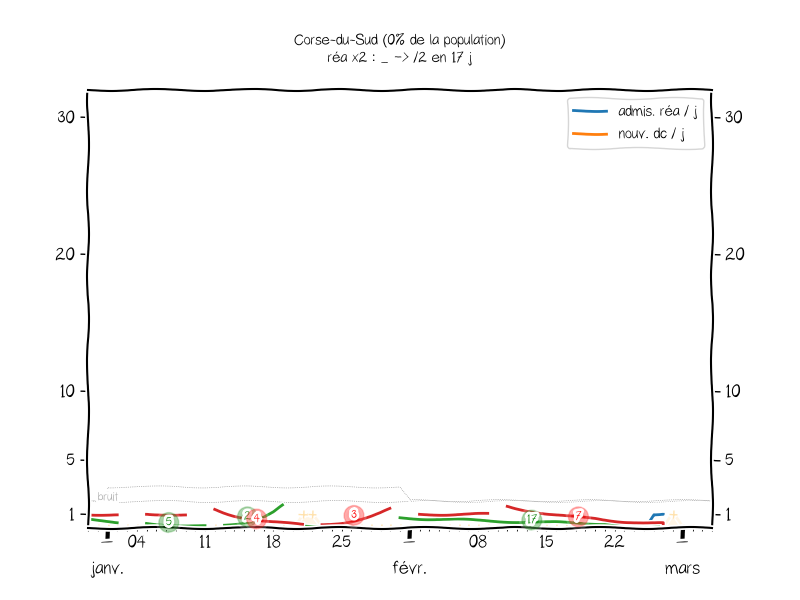 Corse-du-Sud (0% de la population)
réa x2 : _ -> /2 en 17 j
admis. réa / j
nouv. dc / j
30 30
20 20
10 10
5 5
bruit
1 1
5 2 4 3 17 7
04 11 18 25 08 15 22
janv. févr. mars